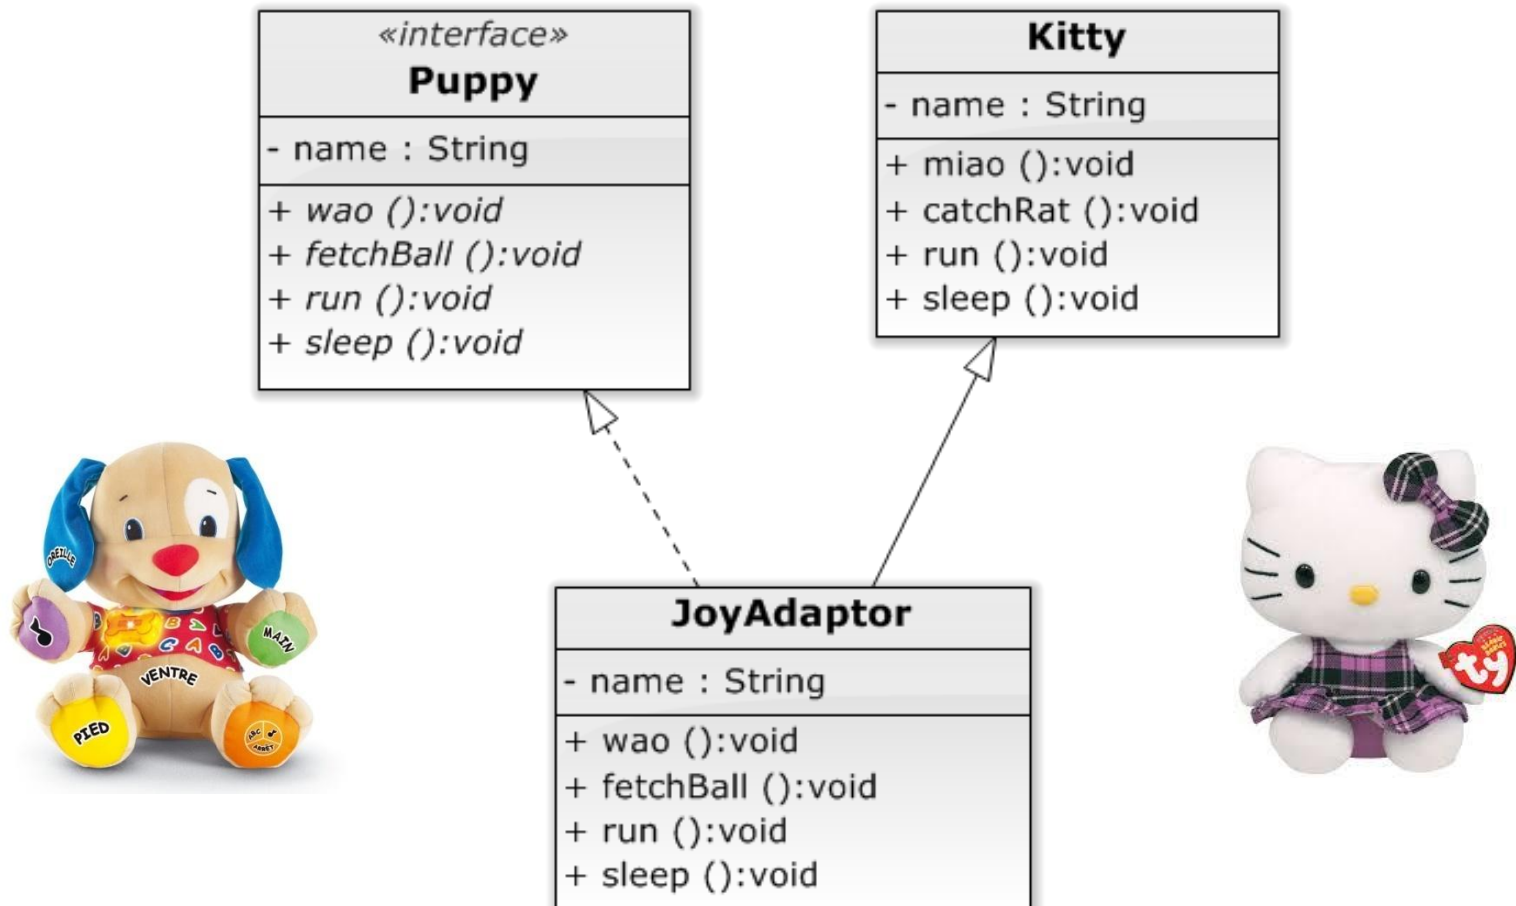 «interface»
Puppy
- name : String
+ wao ():void
+ fetchBall ():void
+ run ():void
+ sleep ():void
Kitty
- name : String
+ miao ():void
+ catchRat ():void
+ run ():void
+ sleep ():void
OREILLE
MAIN
VENTRE
PIED
ABC
ARRÊT
B
A
C A B
ty
JoyAdaptor
- name : String
+ wao ():void
+ fetchBall ():void
+ run ():void
+ sleep ():void